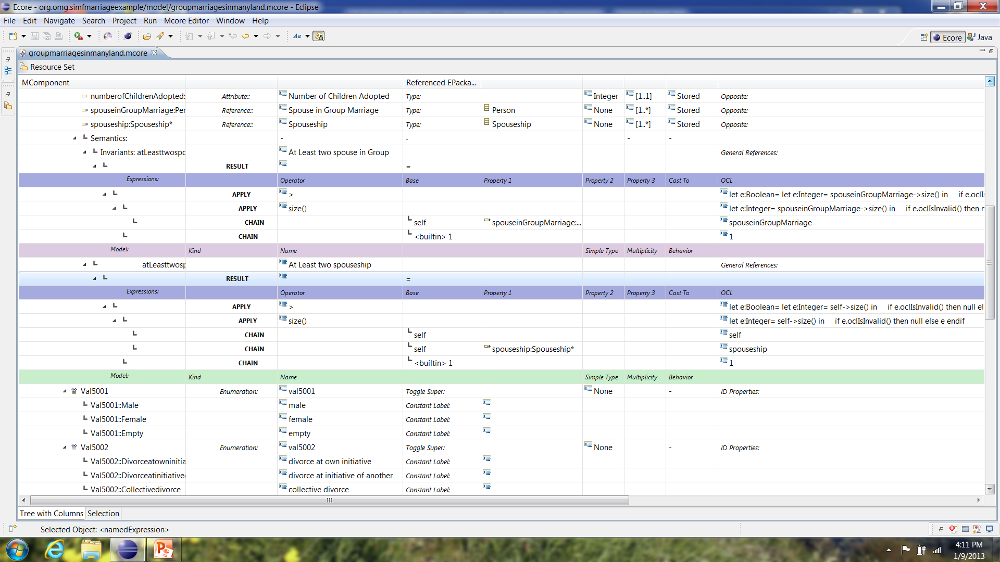 Ecore - org.omg.simfmarriageexample/model/groupmarriagesinmanyland.mcore - Eclipse
File Edit Navigate Search Project Run Mcore Editor Window Help
Aa Ecore Java
groupmarriagesinmanyland.mcore
Resource Set
MComponent Referenced EPacka...
numberofChildrenAdopted: Attribute:: Number of Children Adopted Type: Integer [1..1] Stored Opposite:
spouseinGroupMarriage:Per Reference:: Spouse in Group Marriage Type: Person None [1..*] Stored Opposite:
spouseship:Spouseship* Reference:: Spouseship Type: Spouseship None [1..*] Stored Opposite:
Semantics: - - - -
Invariants: atLeasttwospo At Least two spouse in Group General References:
RESULT =
Expressions: Operator Base Property 1 Property 2 Property 3 Cast To OCL
APPLY > let e:Boolean= let e:Integer= spouseinGroupMarriage->size() in if e.oclIs
APPLY size() let e:Integer= spouseinGroupMarriage->size() in if e.oclIsInvalid() then n
CHAIN self spouseinGroupMarriage:... spouseinGroupMarriage
CHAIN <builtin> 1 1
Model: Kind Name Simple Type Multiplicity Behavior
atLeasttwosp At Least two spouseship General References:
RESULT =
Expressions: Operator Base Property 1 Property 2 Property 3 Cast To OCL
APPLY > let e:Boolean= let e:Integer= self->size() in if e.oclIsInvalid() then null els
APPLY size() let e:Integer= self->size() in if e.oclIsInvalid() then null else e endif
CHAIN self self
CHAIN self spouseship:Spouseship* spouseship
CHAIN <builtin> 1 1
Model: Kind Name Simple Type Multiplicity Behavior
Val5001 Enumeration: val5001 Toggle Super: None - ID Properties:
Val5001::Male male Constant Label:
Val5001::Female female Constant Label:
Val5001::Empty empty Constant Label:
Val5002 Enumeration: val5002 Toggle Super: None - ID Properties:
Val5002::Divorceatowninitia divorce at own initiative Constant Label:
Val5002::Divorceatinitiative divorce at initiative of another Constant Label:
Val5002::Collectivedivorce collective divorce Constant Label:
Tree with Columns Selection
Selected Object: <namedExpression>
4:11 PM
1/9/2013